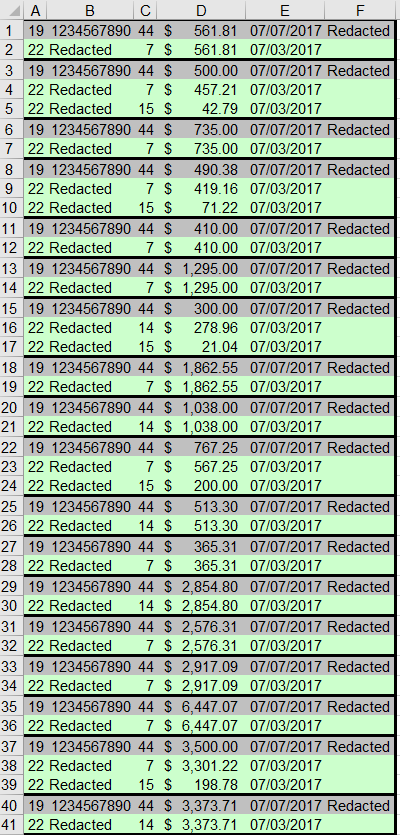 A B C D E F
1 19 1234567890 44 $ 561.81 07/07/2017 Redacted
2 22 Redacted 7 $ 561.81 07/03/2017
3 19 1234567890 44 $ 500.00 07/07/2017 Redacted
4 22 Redacted 7 $ 457.21 07/03/2017
5 22 Redacted 15 $ 42.79 07/03/2017
6 19 1234567890 44 $ 735.00 07/07/2017 Redacted
7 22 Redacted 7 $ 735.00 07/03/2017
8 19 1234567890 44 $ 490.38 07/07/2017 Redacted
9 22 Redacted 7 $ 419.16 07/03/2017
10 22 Redacted 15 $ 71.22 07/03/2017
11 19 1234567890 44 $ 410.00 07/07/2017 Redacted
12 22 Redacted 7 $ 410.00 07/03/2017
13 19 1234567890 44 $ 1,295.00 07/07/2017 Redacted
14 22 Redacted 7 $ 1,295.00 07/03/2017
15 19 1234567890 44 $ 300.00 07/07/2017 Redacted
16 22 Redacted 14 $ 278.96 07/03/2017
17 22 Redacted 15 $ 21.04 07/03/2017
18 19 1234567890 44 $ 1,862.55 07/07/2017 Redacted
19 22 Redacted 7 $ 1,862.55 07/03/2017
20 19 1234567890 44 $ 1,038.00 07/07/2017 Redacted
21 22 Redacted 14 $ 1,038.00 07/03/2017
22 19 1234567890 44 $ 767.25 07/07/2017 Redacted
23 22 Redacted 7 $ 567.25 07/03/2017
24 22 Redacted 15 $ 200.00 07/03/2017
25 19 1234567890 44 $ 513.30 07/07/2017 Redacted
26 22 Redacted 14 $ 513.30 07/03/2017
27 19 1234567890 44 $ 365.31 07/07/2017 Redacted
28 22 Redacted 7 $ 365.31 07/03/2017
29 19 1234567890 44 $ 2,854.80 07/07/2017 Redacted
30 22 Redacted 14 $ 2,854.80 07/03/2017
31 19 1234567890 44 $ 2,576.31 07/07/2017 Redacted
32 22 Redacted 7 $ 2,576.31 07/03/2017
33 19 1234567890 44 $ 2,917.09 07/07/2017 Redacted
34 22 Redacted 7 $ 2,917.09 07/03/2017
35 19 1234567890 44 $ 6,447.07 07/07/2017 Redacted
36 22 Redacted 7 $ 6,447.07 07/03/2017
37 19 1234567890 44 $ 3,500.00 07/07/2017 Redacted
38 22 Redacted 7 $ 3,301.22 07/03/2017
39 22 Redacted 15 $ 198.78 07/03/2017
40 19 1234567890 44 $ 3,373.71 07/07/2017 Redacted
41 22 Redacted 14 $ 3,373.71 07/03/2017